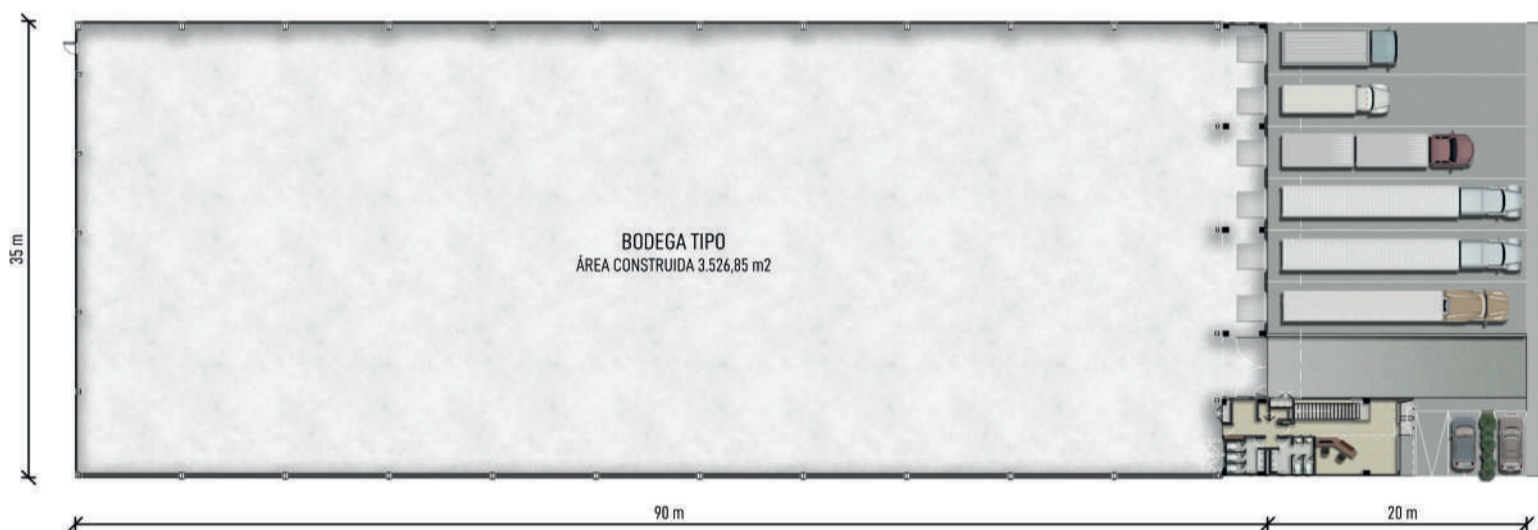 35 m
BODEGA TIPO
ÁREA CONSTRUIDA 3.526,85 m2
90 m
20 m